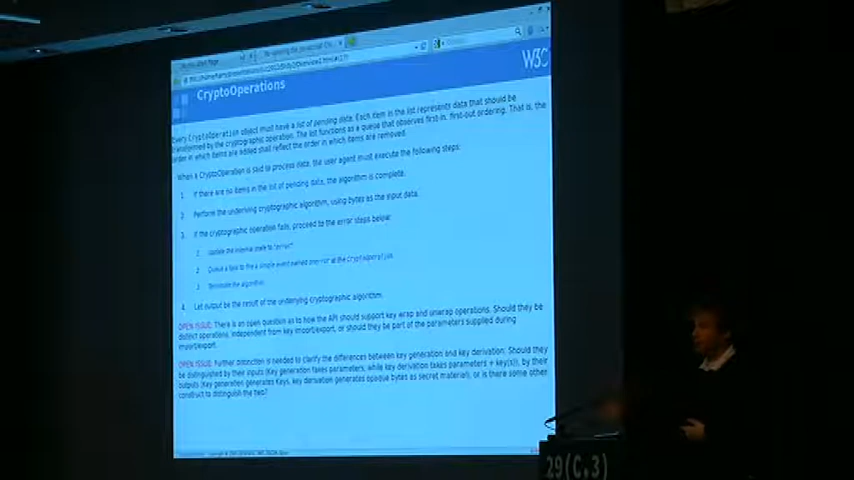 W3C
CryptoOperations
Every CryptoOperation object must have a list of pending data. Each item in the list represents data that should be
transformed by the cryptographic operation. The list functions as a queue that observes first-in, first-out ordering. That is, the
order in which items are added shall reflect the order in which items are removed.
When a CryptoOperation is said to process data, the user agent must execute the following steps:
1. If there are no items in the list of pending data, the algorithm is complete.
2. Perform the underlying cryptographic algorithm, using bytes as the input data.
3. If the cryptographic operation fails, proceed to the error steps below:
1. Update the internal state to "error"
2. Queue a task to fire a simple event named onerror at the CryptoOperation
3. Terminate the algorithm.
4. Let output be the result of the underlying cryptographic algorithm.
OPEN ISSUE: There is an open question as to how the API should support key wrap and unwrap operations. Should they be
distinct operations, independent from key import/export, or should they be part of the parameters supplied during
import/export.
OPEN ISSUE: Further distinction is needed to clarify the differences between key generation and key derivation. Should they
be distinguished by their inputs (Key generation takes parameters, while key derivation takes parameters + key(s)), by their
outputs (Key generation generates Keys, key derivation generates opaque bytes as secret material), or is there some other
construct to distinguish the two?
29(C.3)